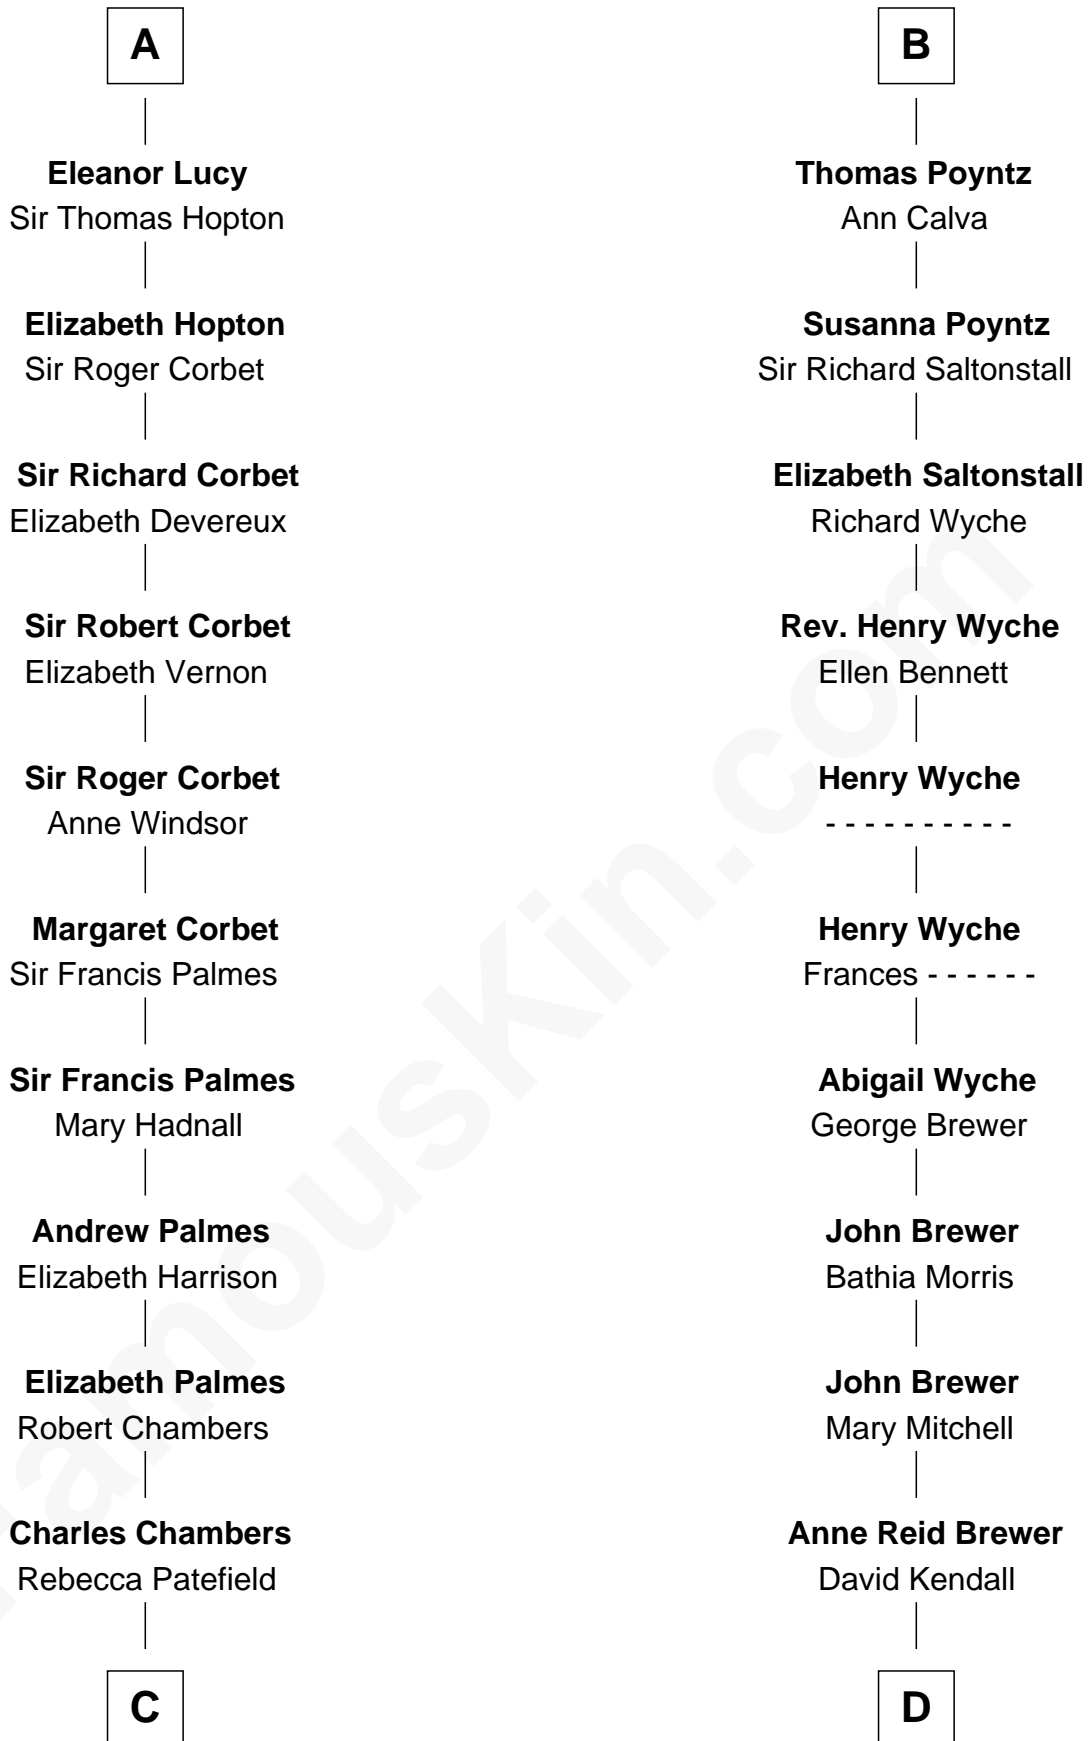 A
Eleanor Lucy
Sir Thomas Hopton
Elizabeth Hopton
Sir Roger Corbet
Sir Richard Corbet
Elizabeth Devereux
Sir Robert Corbet
Elizabeth Vernon
Sir Roger Corbet
Anne Windsor
Margaret Corbet
Sir Francis Palmes
Sir Francis Palmes
Mary Hadnall
Andrew Palmes
Elizabeth Harrison
Elizabeth Palmes
Robert Chambers
Charles Chambers
Rebecca Patefield
C
B
Thomas Poyntz
Ann Calva
Susanna Poyntz
Sir Richard Saltonstall
Elizabeth Saltonstall
Richard Wyche
Rev. Henry Wyche
Ellen Bennett
Henry Wyche
- - - - - - - - - -
Henry Wyche
Frances - - - - - -
Abigail Wyche
George Brewer
John Brewer
Bathia Morris
John Brewer
Mary Mitchell
Anne Reid Brewer
David Kendall
D
FamousKin.com